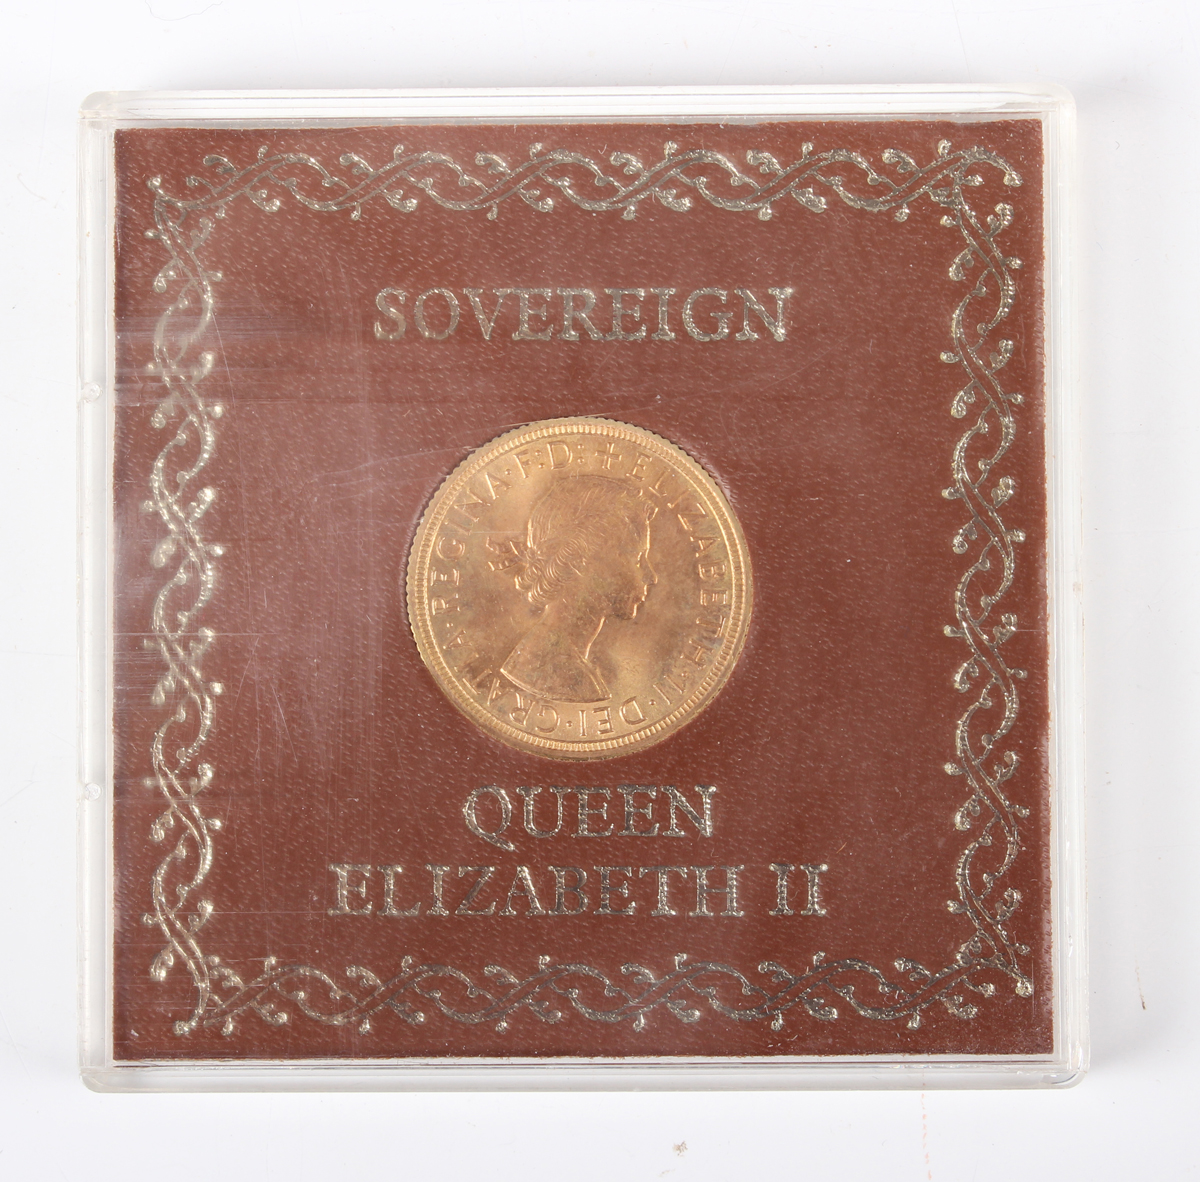 SOVEREIGN
+ ELIZABETH · II · DEI · GRATIA · REGINA · F: D:
QUEEN
ELIZABETH II